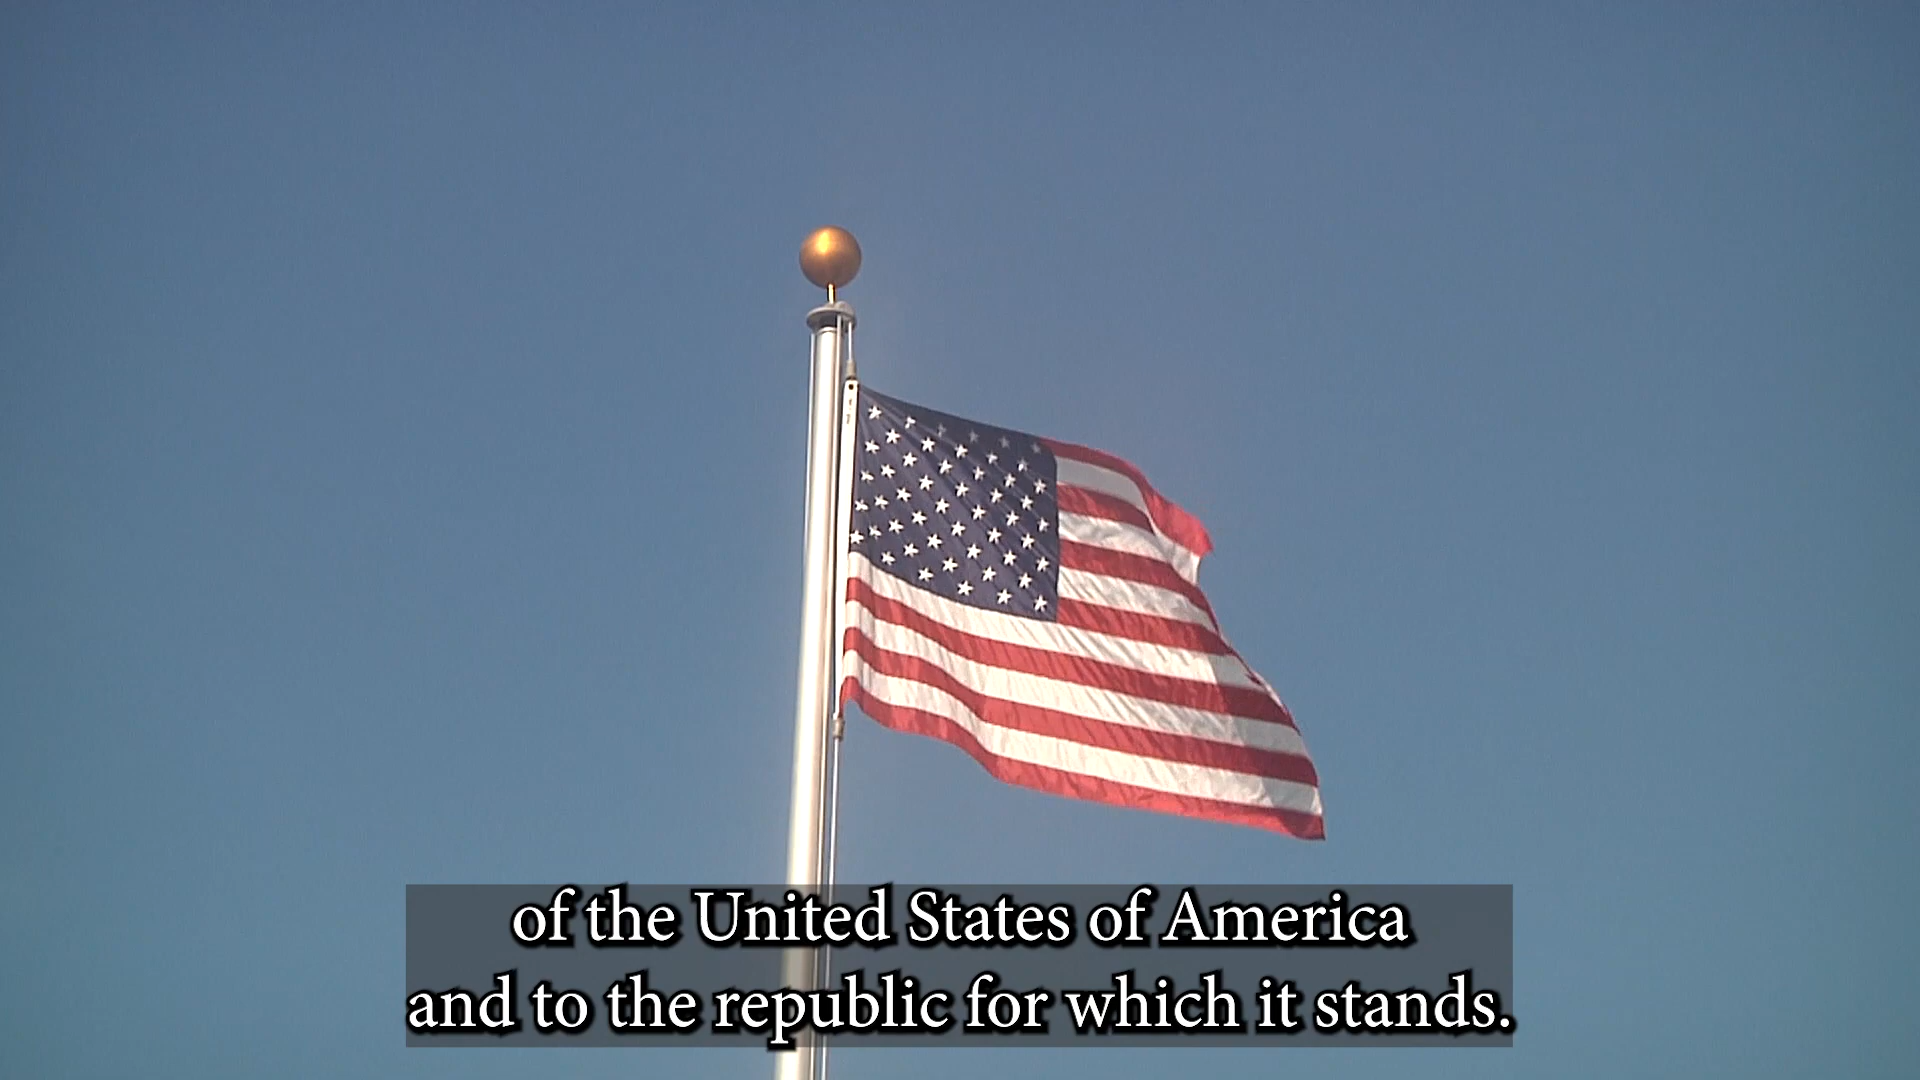 of the United States of America
and to the republic for which it stands.